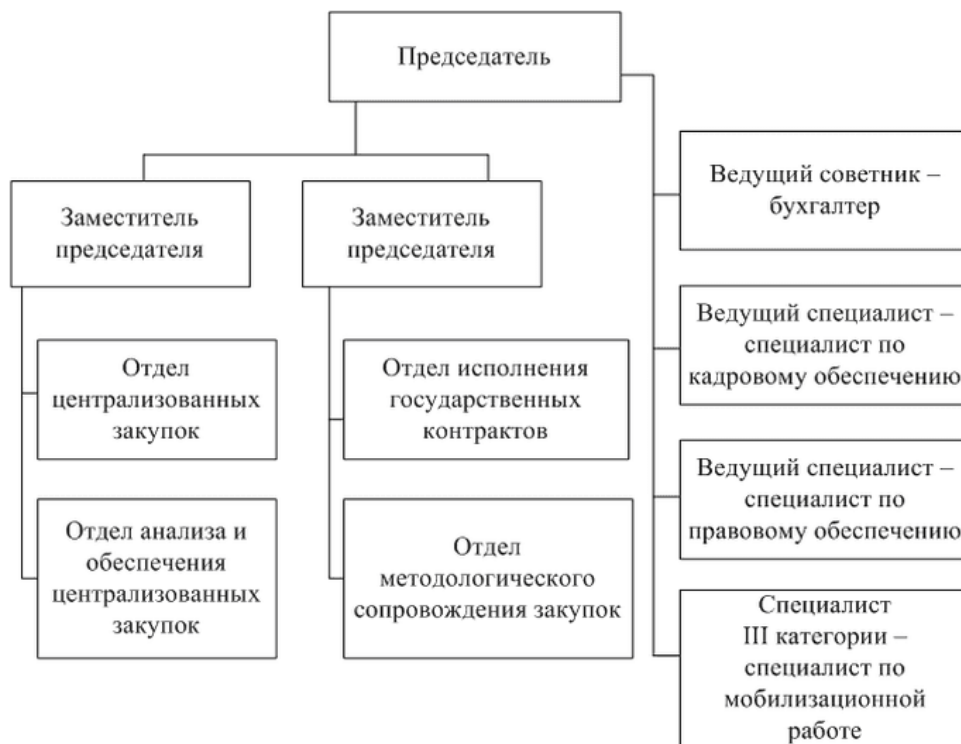 Председатель
Заместитель
председателя
Заместитель
председателя
Отдел
централизованных
закупок
Отдел анализа и
обеспечения
централизованных
закупок
Отдел исполнения
государственных
контрактов
Отдел
методологического
сопровождения закупок
Ведущий советник –
бухгалтер
Ведущий специалист –
специалист по
кадровому обеспечению
Ведущий специалист –
специалист по
правовому обеспечению
Специалист
III категории –
специалист по
мобилизационной
работе